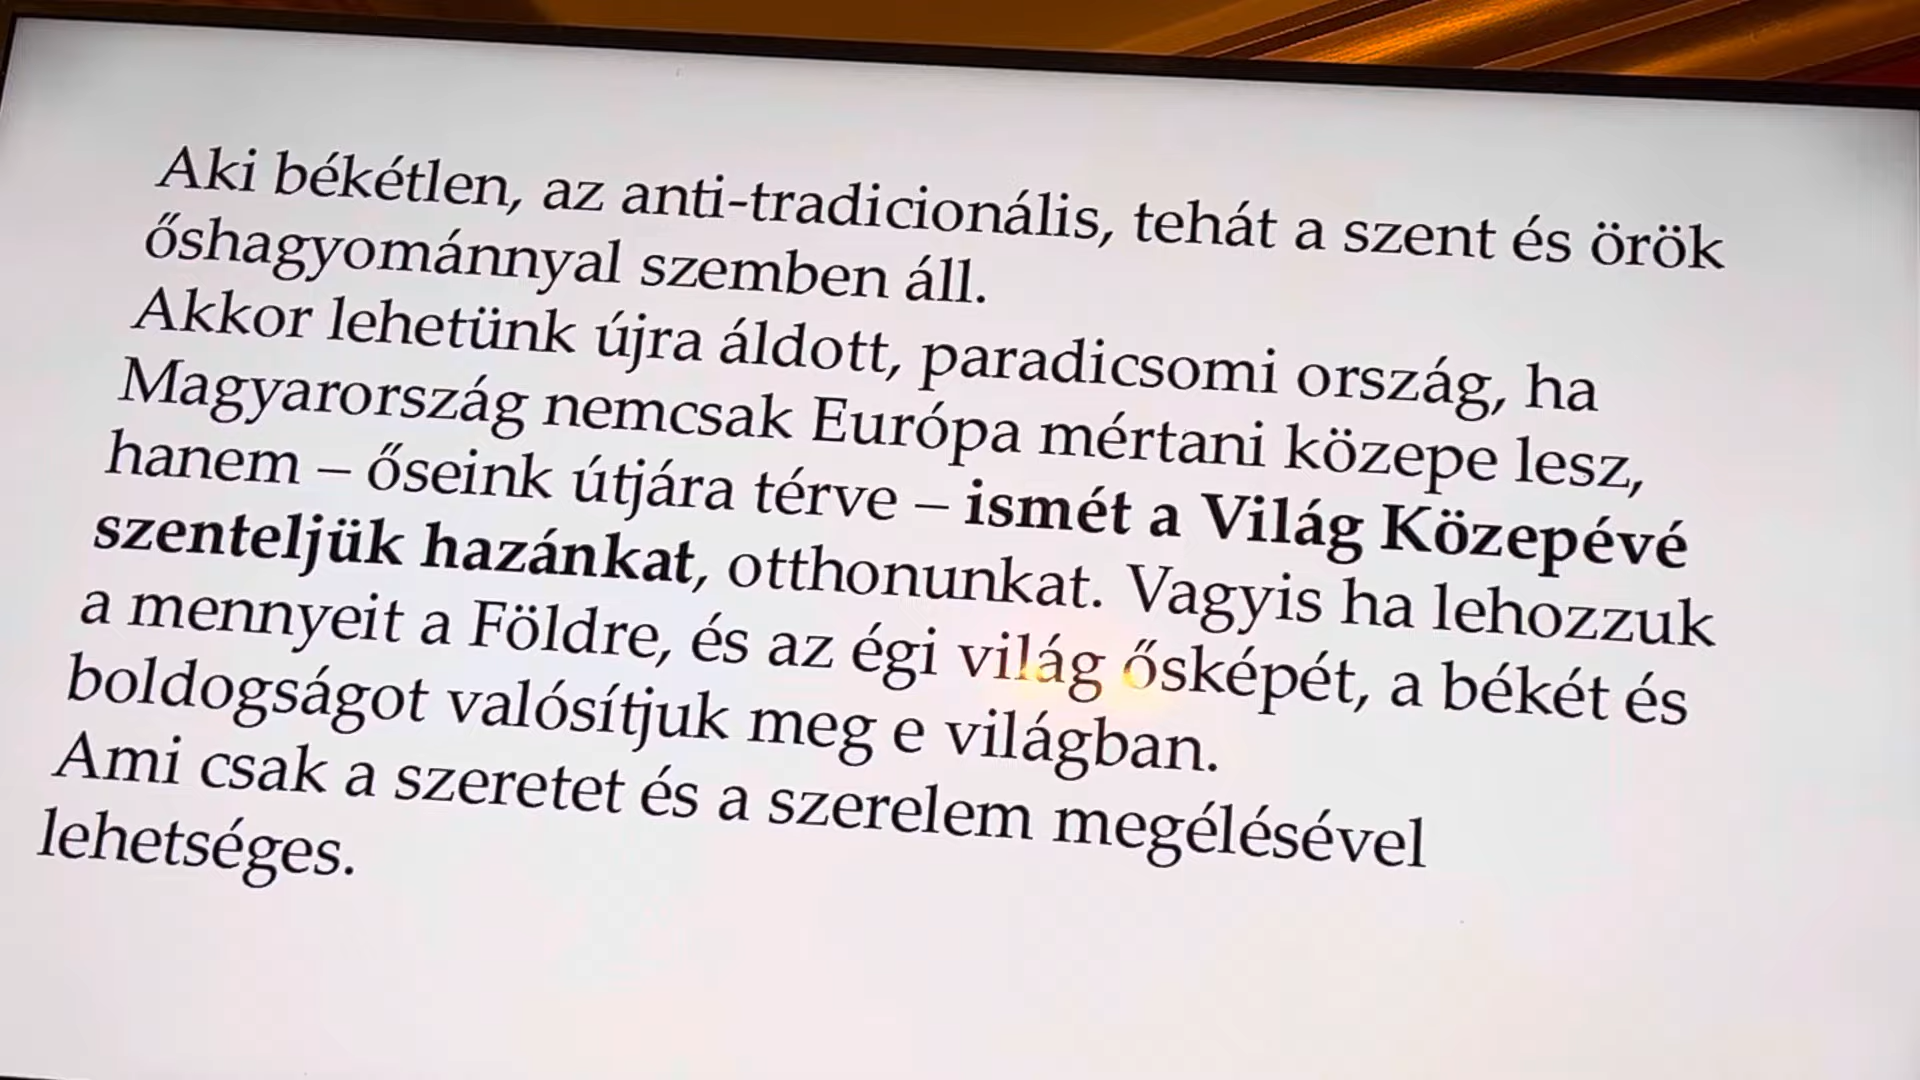 Aki békétlen, az anti-tradicionális, tehát a szent és örök
őshagyománnyal szemben áll.
Akkor lehetünk újra áldott, paradicsomi ország, ha
Magyarország nemcsak Európa mértani közepe lesz,
hanem – őseink útjára térve – ismét a Világ Közepévé
szenteljük hazánkat, otthonunkat. Vagyis ha lehozzuk
a mennyeit a Földre, és az égi világ ősképét, a békét és
boldogságot valósítjuk meg e világban.
Ami csak a szeretet és a szerelem megélésével
lehetséges.